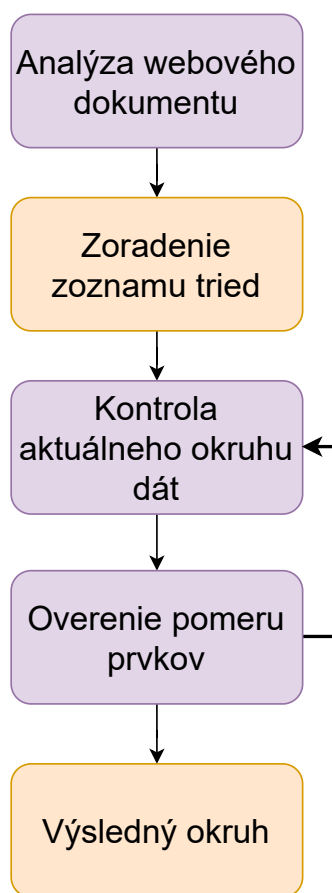 Analýza webového
dokumentu
Zoradenie
zoznamu tried
Kontrola
aktuálneho okruhu
dát
Overenie pomeru
prvkov
Výsledný okruh